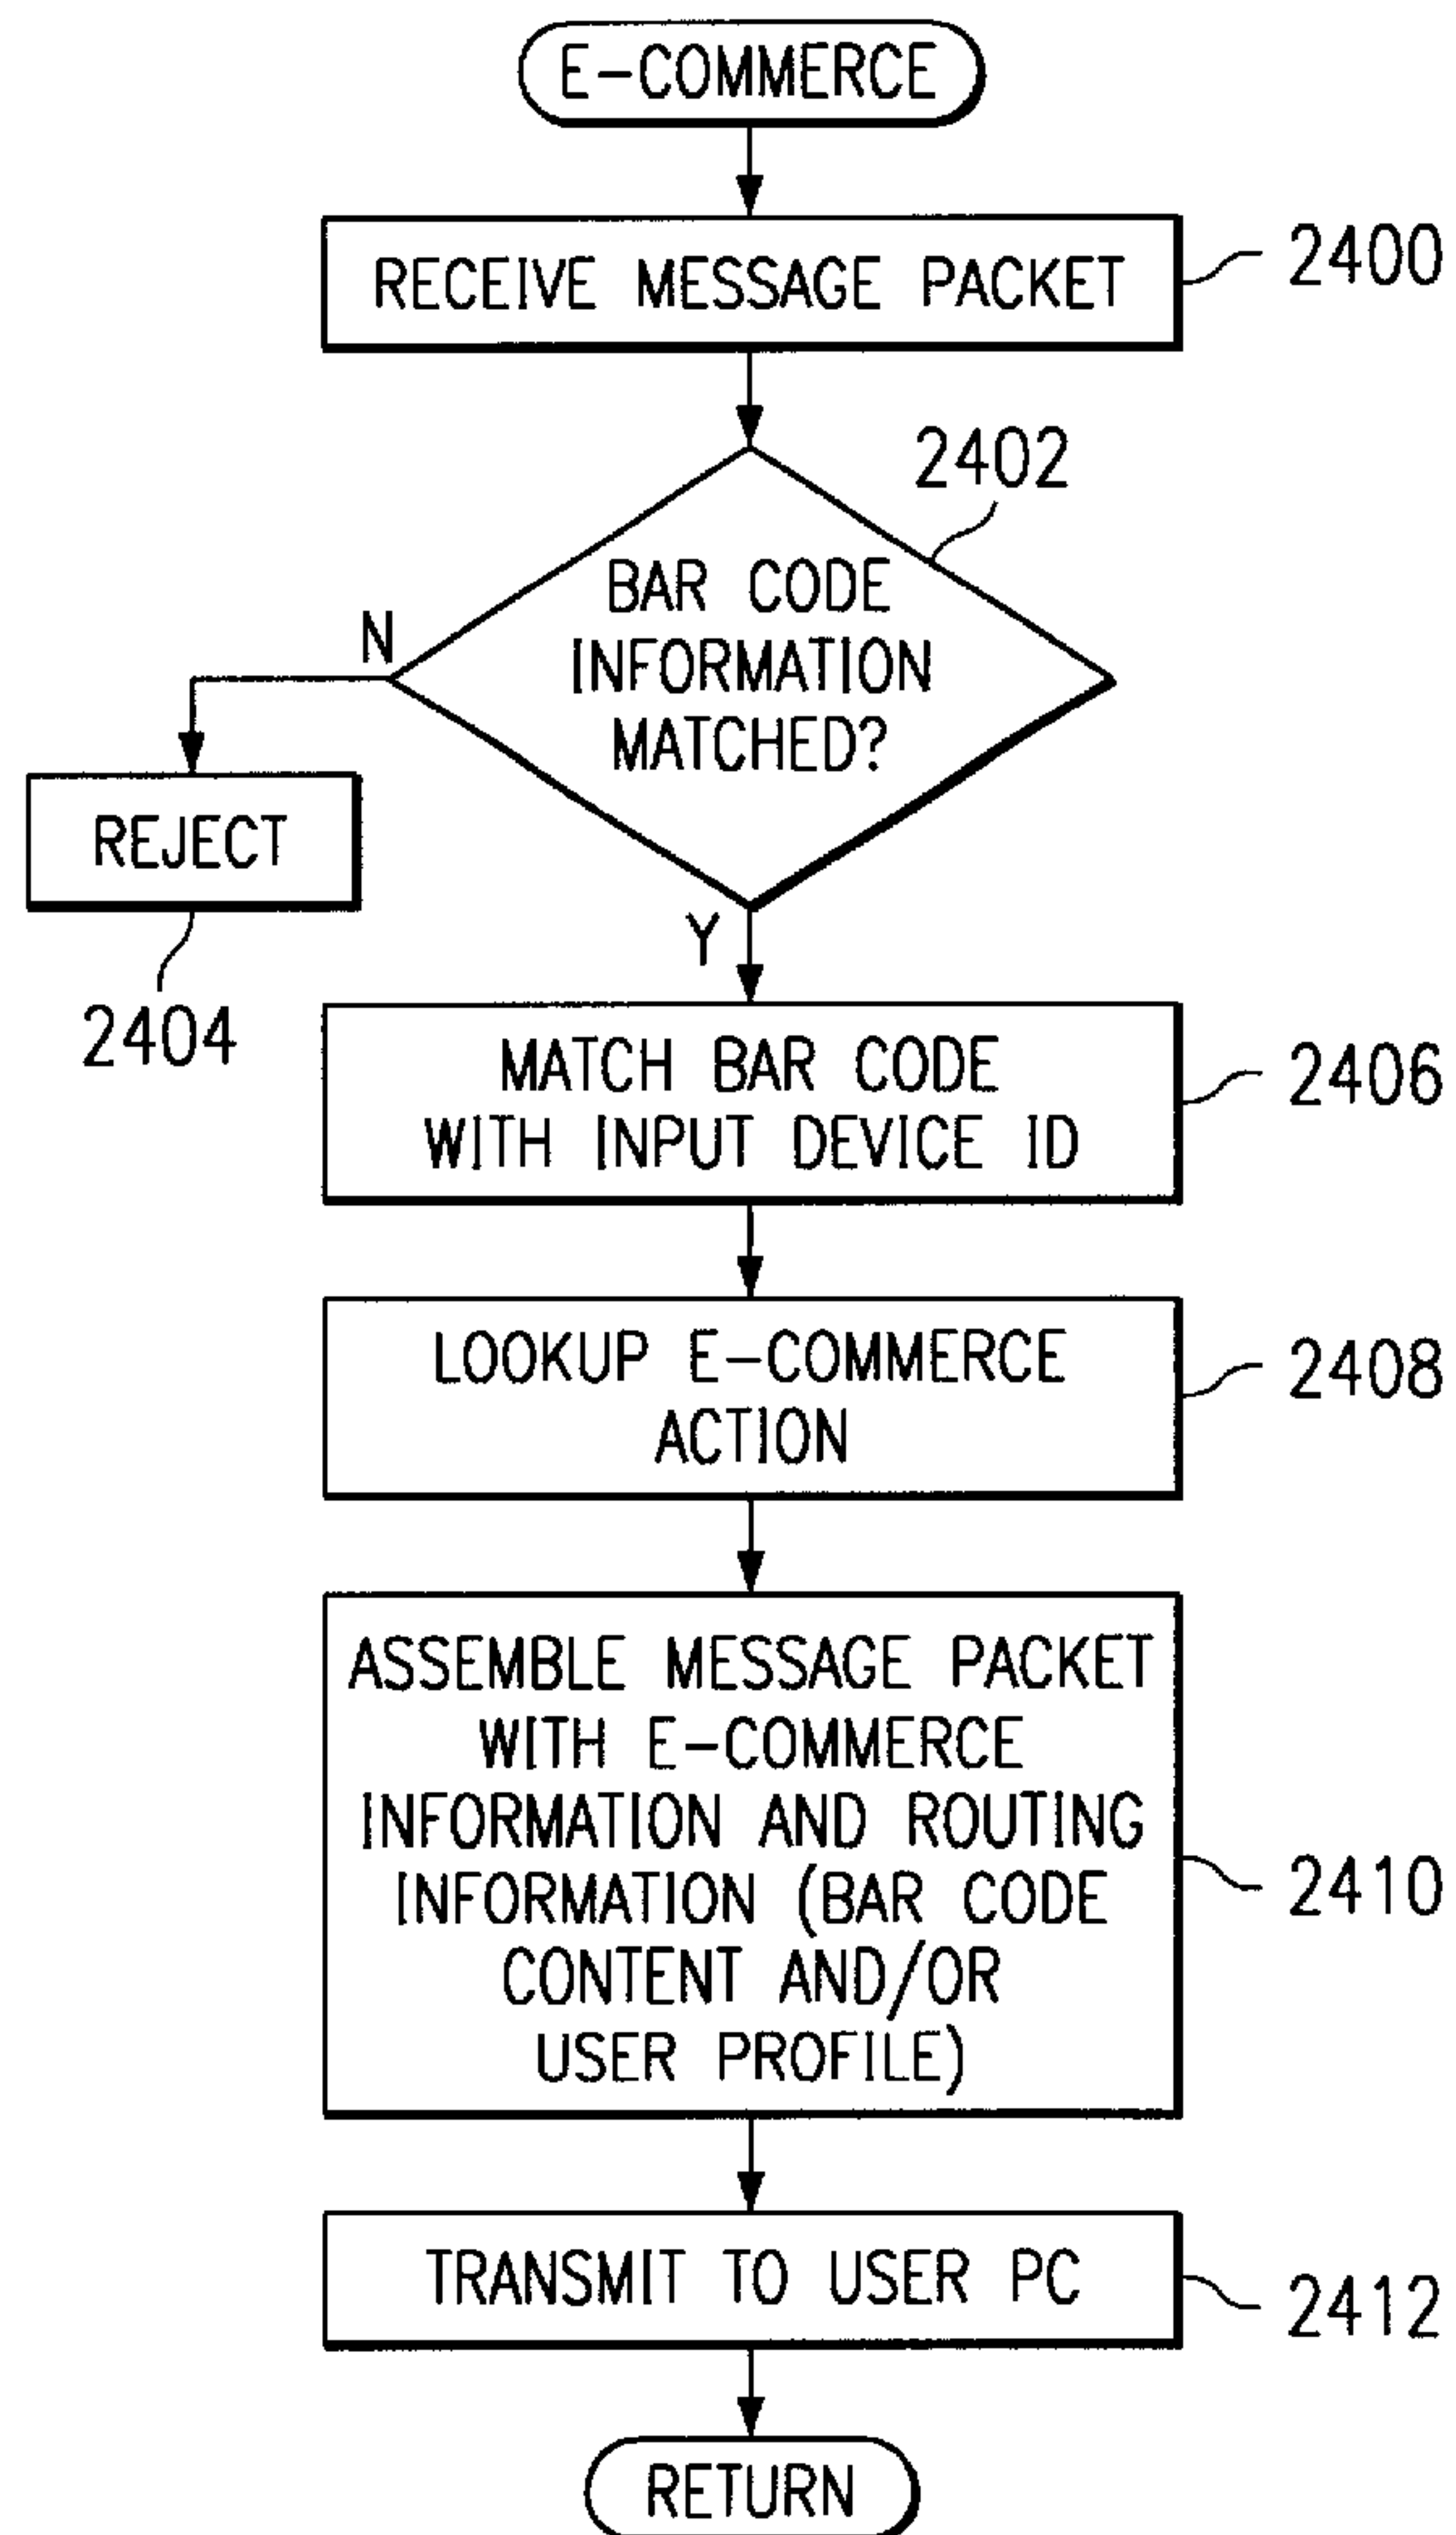 E-COMMERCE
RECEIVE MESSAGE PACKET
2400
2402
BAR CODE
INFORMATION
MATCHED?
N
REJECT
2404
Y
MATCH BAR CODE
WITH INPUT DEVICE ID
2406
LOOKUP E-COMMERCE
ACTION
2408
ASSEMBLE MESSAGE PACKET
WITH E-COMMERCE
INFORMATION AND ROUTING
INFORMATION (BAR CODE
CONTENT AND/OR
USER PROFILE)
2410
TRANSMIT TO USER PC
2412
RETURN